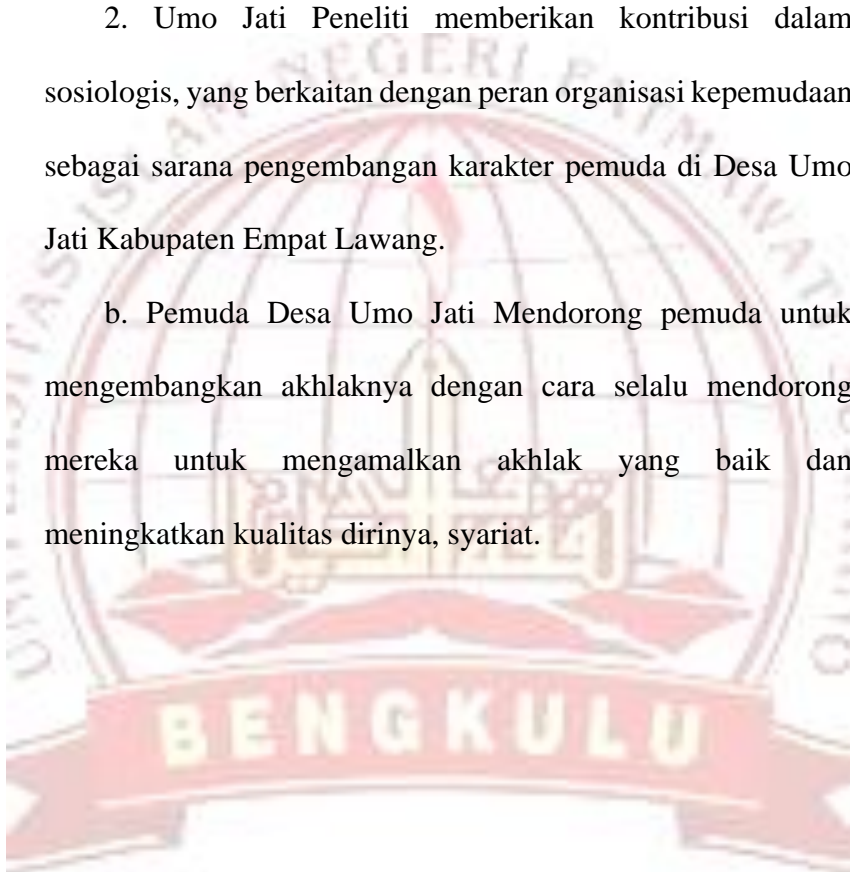 2. Umo Jati Peneliti memberikan kontribusi dalam
sosiologis, yang berkaitan dengan peran organisasi kepemudaan
sebagai sarana pengembangan karakter pemuda di Desa Umo
Jati Kabupaten Empat Lawang.
b. Pemuda Desa Umo Jati Mendorong pemuda untuk
mengembangkan akhlaknya dengan cara selalu mendorong
mereka untuk mengamalkan akhlak yang baik dan
meningkatkan kualitas dirinya, syariat.
BENGKULU